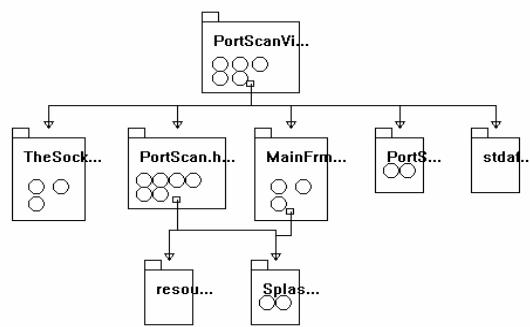 PortScanVi...
TheSock...
PortScan.h...
MainFrm...
PortS...
stdaf...
resou...
Splas...